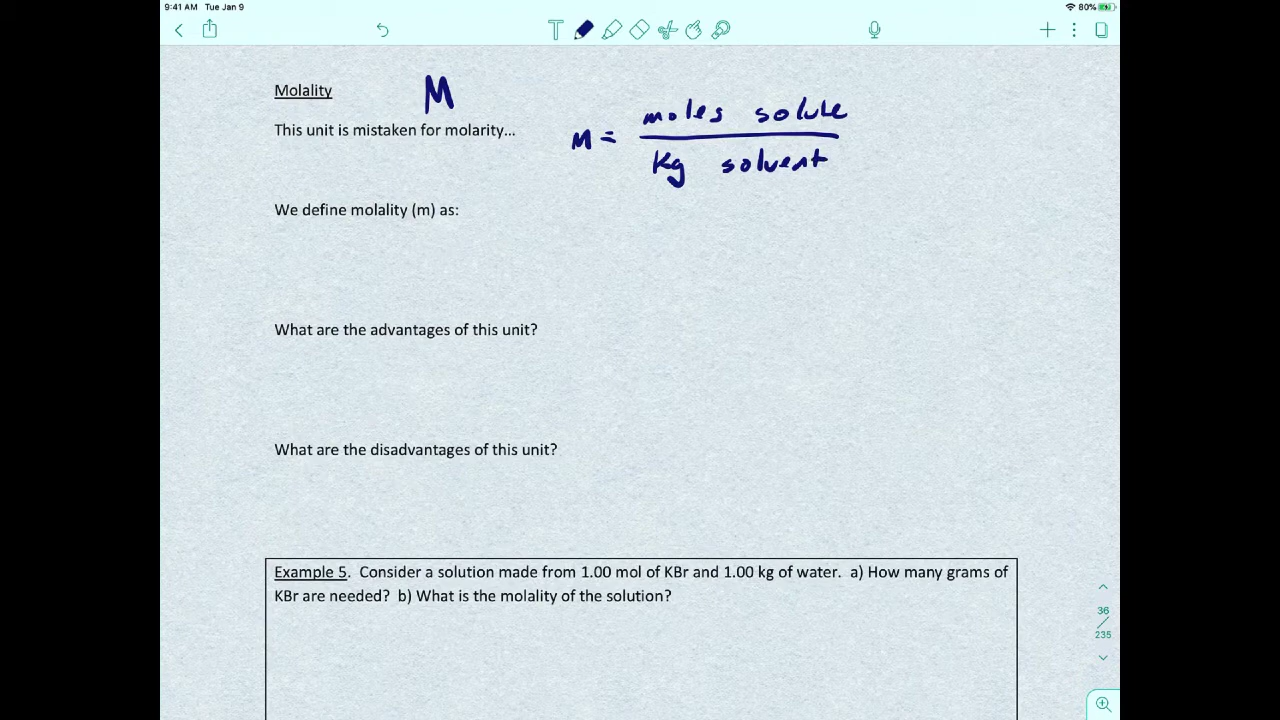 9:41 AM Tue Jan 9
80%
T
Molality
M
This unit is mistaken for molarity...
M = moles solute
kg solvent
We define molality (m) as:
What are the advantages of this unit?
What are the disadvantages of this unit?
Example 5. Consider a solution made from 1.00 mol of KBr and 1.00 kg of water. a) How many grams of
KBr are needed? b) What is the molality of the solution?
36
/
235